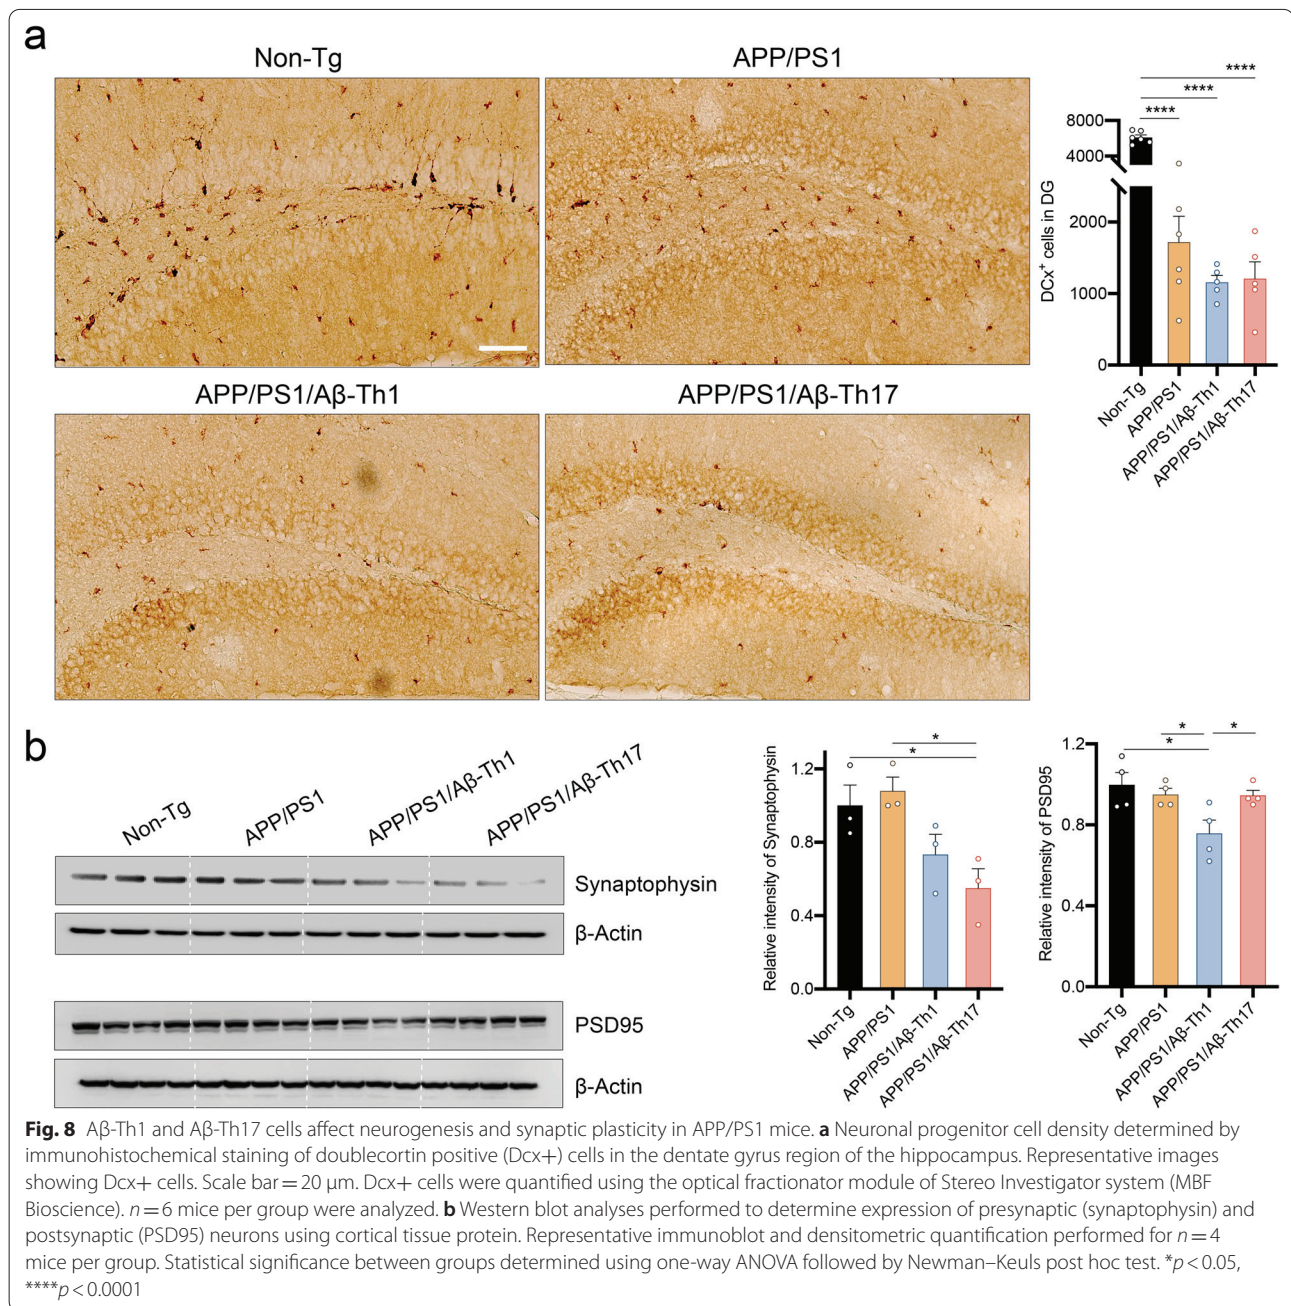 a
Non-Tg
APP/PS1
APP/PS1/Aβ-Th1
APP/PS1/Aβ-Th17
****
****
****
8000
4000
2000
1000
0
DCx+ cells in DG
Non-Tg
APP/PS1
APP/PS1/Aβ-Th1
APP/PS1/Aβ-Th17
b
Non-Tg
APP/PS1
APP/PS1/Aβ-Th1
APP/PS1/Aβ-Th17
Synaptophysin
β-Actin
PSD95
β-Actin
*
*
1.2
0.8
0.4
0.0
Relative intensity of Synaptophysin
Non-Tg
APP/PS1
APP/PS1/Aβ-Th1
APP/PS1/Aβ-Th17
*
*
*
1.2
0.8
0.4
0.0
Relative intensity of PSD95
Non-Tg
APP/PS1
APP/PS1/Aβ-Th1
APP/PS1/Aβ-Th17
Fig. 8 Aβ-Th1 and Aβ-Th17 cells affect neurogenesis and synaptic plasticity in APP/PS1 mice. a Neuronal progenitor cell density determined by
immunohistochemical staining of doublecortin positive (Dcx+) cells in the dentate gyrus region of the hippocampus. Representative images
showing Dcx+ cells. Scale bar = 20 μm. Dcx+ cells were quantified using the optical fractionator module of Stereo Investigator system (MBF
Bioscience). n = 6 mice per group were analyzed. b Western blot analyses performed to determine expression of presynaptic (synaptophysin) and
postsynaptic (PSD95) neurons using cortical tissue protein. Representative immunoblot and densitometric quantification performed for n = 4
mice per group. Statistical significance between groups determined using one-way ANOVA followed by Newman–Keuls post hoc test. *p < 0.05,
****p < 0.0001